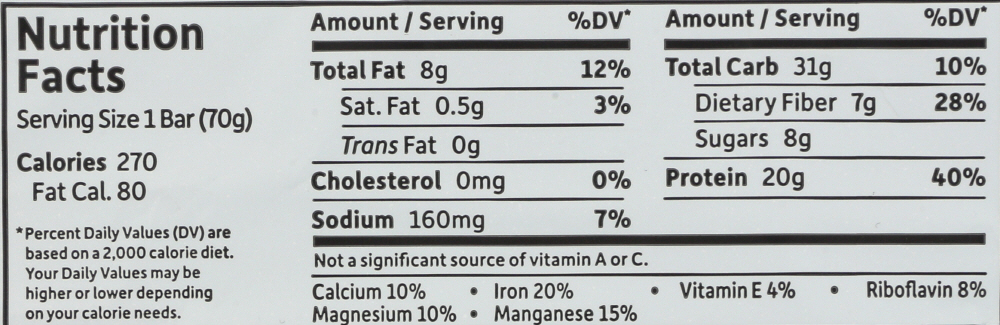 Nutrition
Facts
Serving Size 1 Bar (70g)
Calories 270
Fat Cal. 80
*Percent Daily Values (DV) are
based on a 2,000 calorie diet.
Your Daily Values may be
higher or lower depending
on your calorie needs.
Amount / Serving %DV*
Total Fat 8g 12%
Sat. Fat 0.5g 3%
Trans Fat 0g
Cholesterol 0mg 0%
Sodium 160mg 7%
Amount / Serving %DV*
Total Carb 31g 10%
Dietary Fiber 7g 28%
Sugars 8g
Protein 20g 40%
Not a significant source of vitamin A or C.
Calcium 10% • Iron 20% • Vitamin E 4% • Riboflavin 8%
Magnesium 10% • Manganese 15%